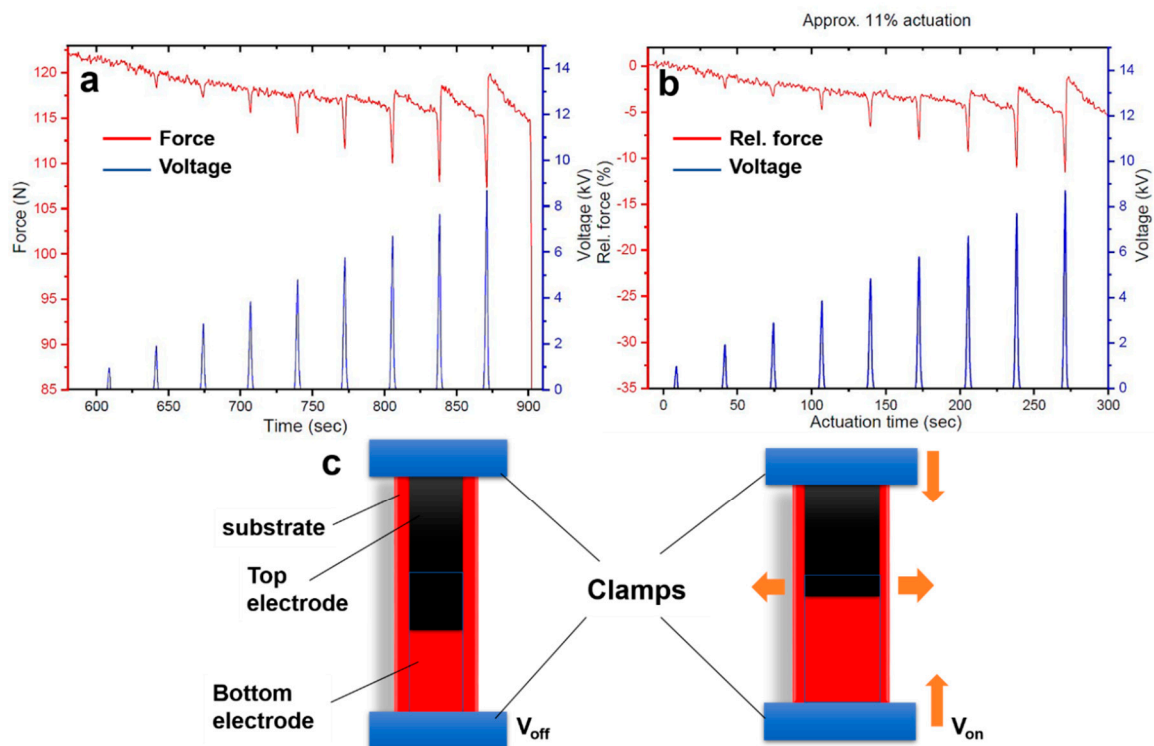 Approx. 11% actuation
a
120
115
110
105
100
95
90
85
Force (N)
Force
Voltage
14
12
10
8
6
4
2
0
Voltage (kV)
600
650
700
750
800
850
900
Time (sec)
b
0
-5
-10
-15
-20
-25
-30
-35
Rel. force (%)
Rel. force
Voltage
14
12
10
8
6
4
2
0
Voltage (kV)
0
50
100
150
200
250
300
Actuation time (sec)
c
substrate
Top
electrode
Bottom
electrode
Voff
Clamps
Von